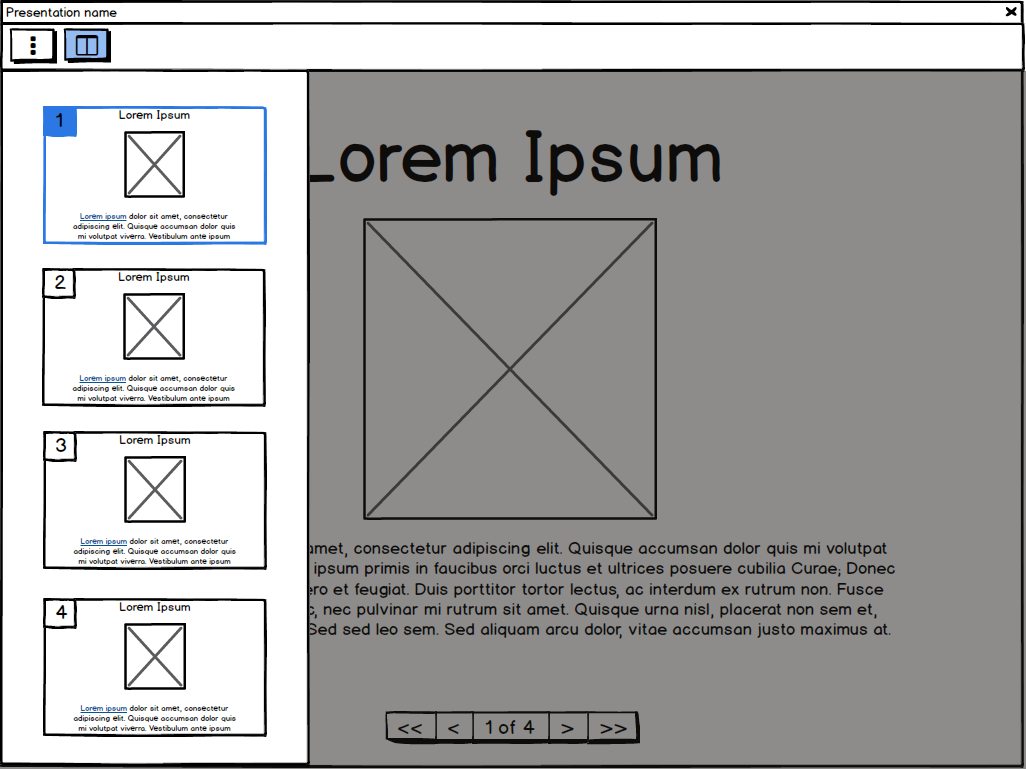 Presentation name
1
Lorem Ipsum
Lorem ipsum dolor sit amet, consectetur
adipiscing elit. Quisque accumsan dolor quis
mi volutpat viverra. Vestibulum ante ipsum
2
Lorem Ipsum
Lorem ipsum dolor sit amet, consectetur
adipiscing elit. Quisque accumsan dolor quis
mi volutpat viverra. Vestibulum ante ipsum
3
Lorem Ipsum
Lorem ipsum dolor sit amet, consectetur
adipiscing elit. Quisque accumsan dolor quis
mi volutpat viverra. Vestibulum ante ipsum
4
Lorem Ipsum
Lorem ipsum dolor sit amet, consectetur
adipiscing elit. Quisque accumsan dolor quis
mi volutpat viverra. Vestibulum ante ipsum
Lorem Ipsum
amet, consectetur adipiscing elit. Quisque accumsan dolor quis mi volutpat
ipsum primis in faucibus orci luctus et ultrices posuere cubilia Curae; Donec
ero et feugiat. Duis porttitor tortor lectus, ac interdum ex rutrum non. Fusce
c, nec pulvinar mi rutrum sit amet. Quisque urna nisl, placerat non sem et,
Sed sed leo sem. Sed aliquam arcu dolor, vitae accumsan justo maximus at.
<< < 1 of 4 > >>